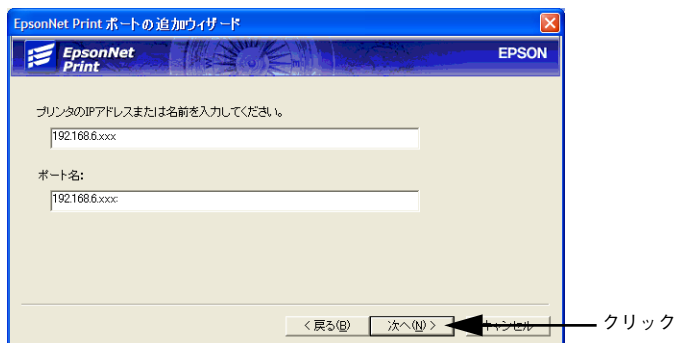 EpsonNet Print ポートの追加ウィザード
EpsonNet
Print
EPSON
プリンタのIPアドレスまたは名前を入力してください。
192.168.6.xxx
ポート名:
192.168.6.xxx:
< 戻る(B) 次へ(N) > キャンセル クリック